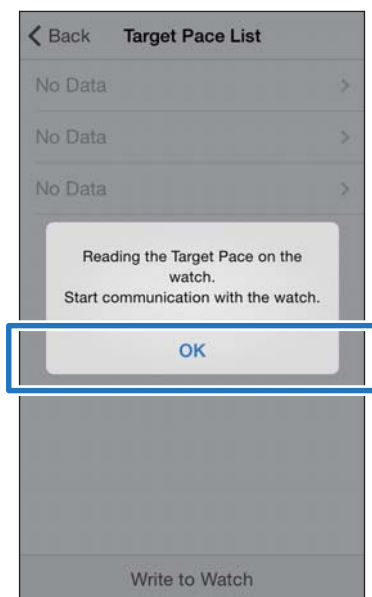 Back Target Pace List
No Data
No Data
No Data
Reading the Target Pace on the
watch.
Start communication with the watch.
OK
Write to Watch